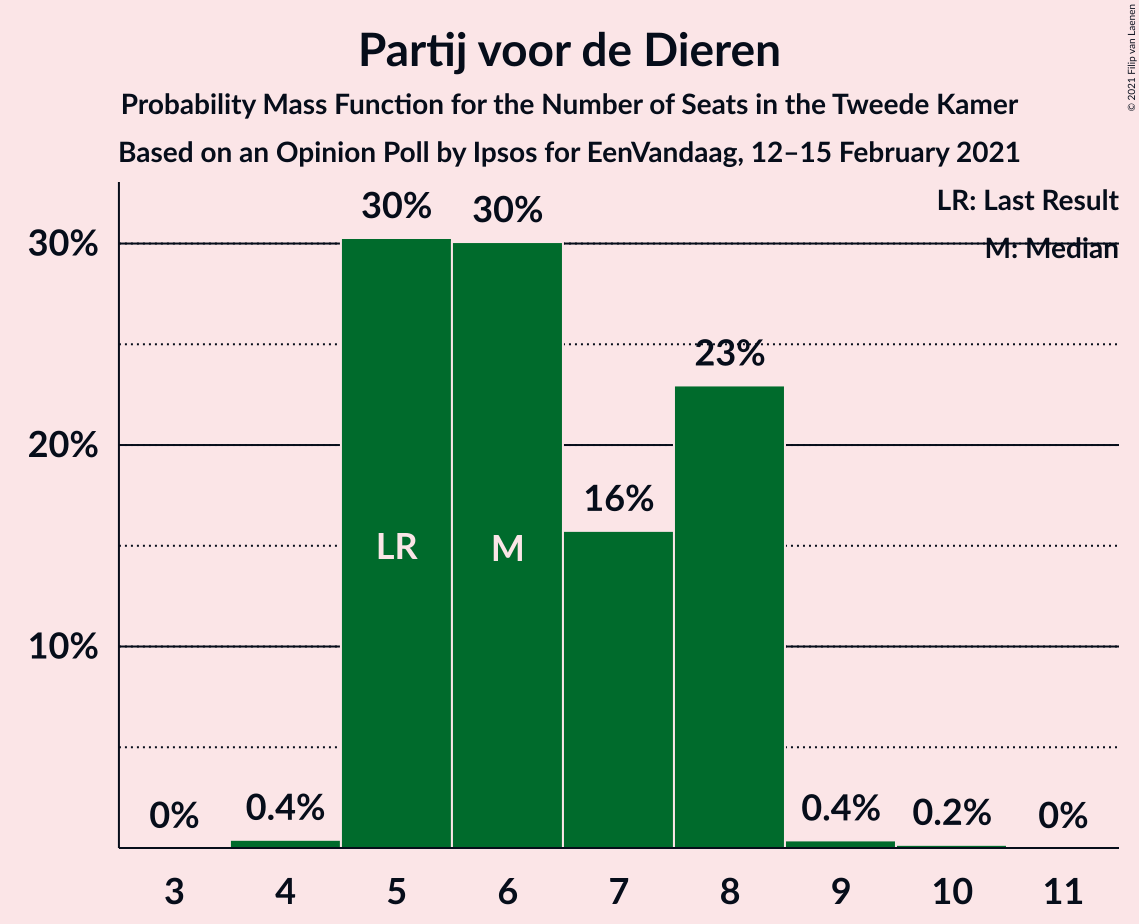 Partij voor de Dieren
Probability Mass Function for the Number of Seats in the Tweede Kamer
Based on an Opinion Poll by Ipsos for EenVandaag, 12–15 February 2021
© 2021 Filip van Laenen
LR: Last Result
M: Median
30%
20%
10%
0%
0.4%
30%
30%
16%
23%
0.4%
0.2%
0%
LR
M
3 4 5 6 7 8 9 10 11